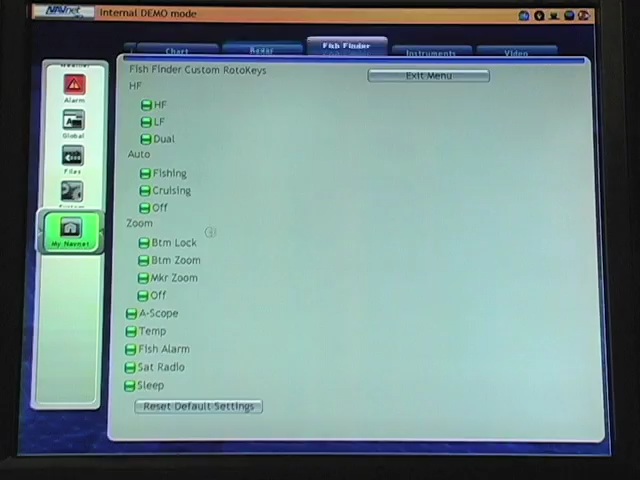 NAVnet
Internal DEMO mode
Chart
Radar
Fish Finder
Instruments
Video
Fish Finder Custom RotoKeys
Exit Menu
HF
HF
LF
Dual
Auto
Fishing
Cruising
Off
Zoom
Btm Lock
Btm Zoom
Mkr Zoom
Off
A-Scope
Temp
Fish Alarm
Sat Radio
Sleep
Reset Default Settings
Alarm
Global
Files
My Navnet